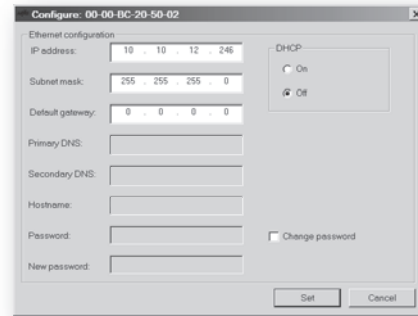 Configure: 00-00-BC-20-50-02
Ethernet configuration
IP address: 10 . 10 . 12 . 246
DHCP
On
Subnet mask: 255 . 255 . 255 . 0
Off
Default gateway: 0 . 0 . 0 . 0
Primary DNS:
Secondary DNS:
Hostname:
Password:
Change password
New password:
Set
Cancel